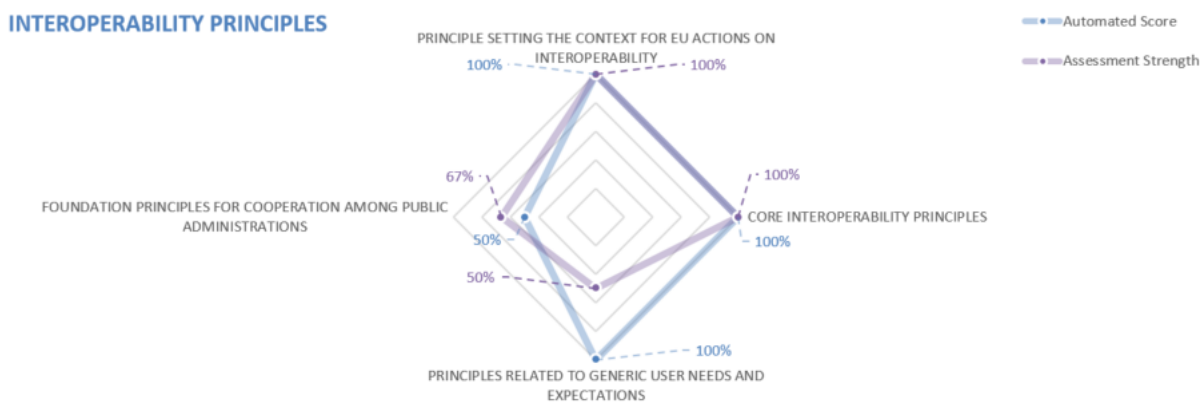 INTEROPERABILITY PRINCIPLES
Automated Score
Assessment Strength
PRINCIPLE SETTING THE CONTEXT FOR EU ACTIONS ON
INTEROPERABILITY
100%
100%
67%
100%
FOUNDATION PRINCIPLES FOR COOPERATION AMONG PUBLIC
ADMINISTRATIONS
CORE INTEROPERABILITY PRINCIPLES
50%
100%
50%
100%
PRINCIPLES RELATED TO GENERIC USER NEEDS AND
EXPECTATIONS